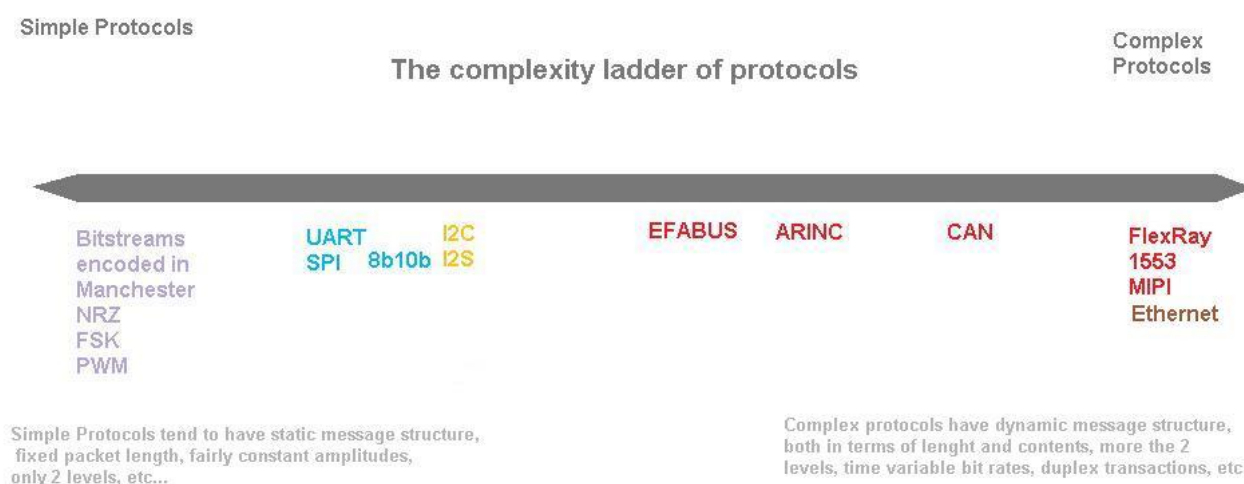 Simple Protocols
The complexity ladder of protocols
Complex
Protocols
Bitstreams
encoded in
Manchester
NRZ
FSK
PWM
UART
SPI
8b10b
I2C
I2S
EFABUS
ARINC
CAN
FlexRay
1553
MIPI
Ethernet
Simple Protocols tend to have static message structure,
fixed packet length, fairly constant amplitudes,
only 2 levels, etc...
Complex protocols have dynamic message structure,
both in terms of lenght and contents, more the 2
levels, time variable bit rates, duplex transactions, etc